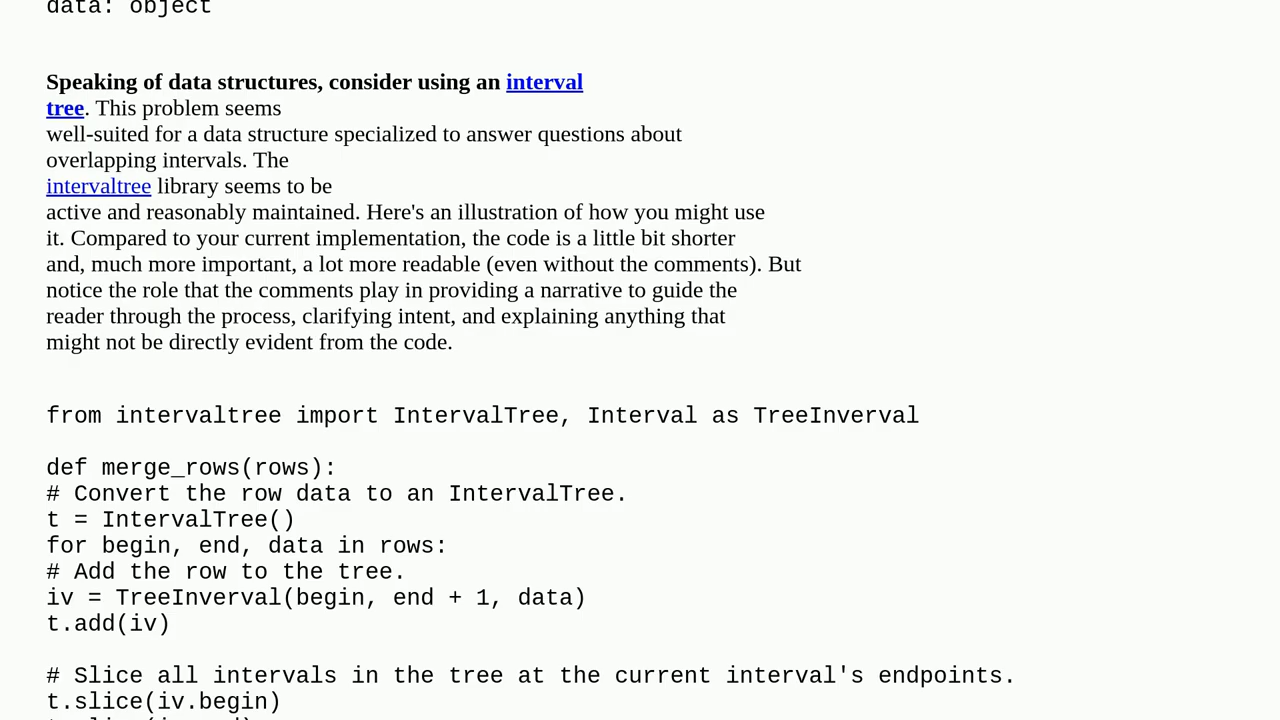 data: object
Speaking of data structures, consider using an interval
tree. This problem seems
well-suited for a data structure specialized to answer questions about
overlapping intervals. The
intervaltree library seems to be
active and reasonably maintained. Here's an illustration of how you might use
it. Compared to your current implementation, the code is a little bit shorter
and, much more important, a lot more readable (even without the comments). But
notice the role that the comments play in providing a narrative to guide the
reader through the process, clarifying intent, and explaining anything that
might not be directly evident from the code.
from intervaltree import IntervalTree, Interval as TreeInverval
def merge_rows(rows):
# Convert the row data to an IntervalTree.
t = IntervalTree()
for begin, end, data in rows:
# Add the row to the tree.
iv = TreeInverval(begin, end + 1, data)
t.add(iv)
# Slice all intervals in the tree at the current interval's endpoints.
t.slice(iv.begin)